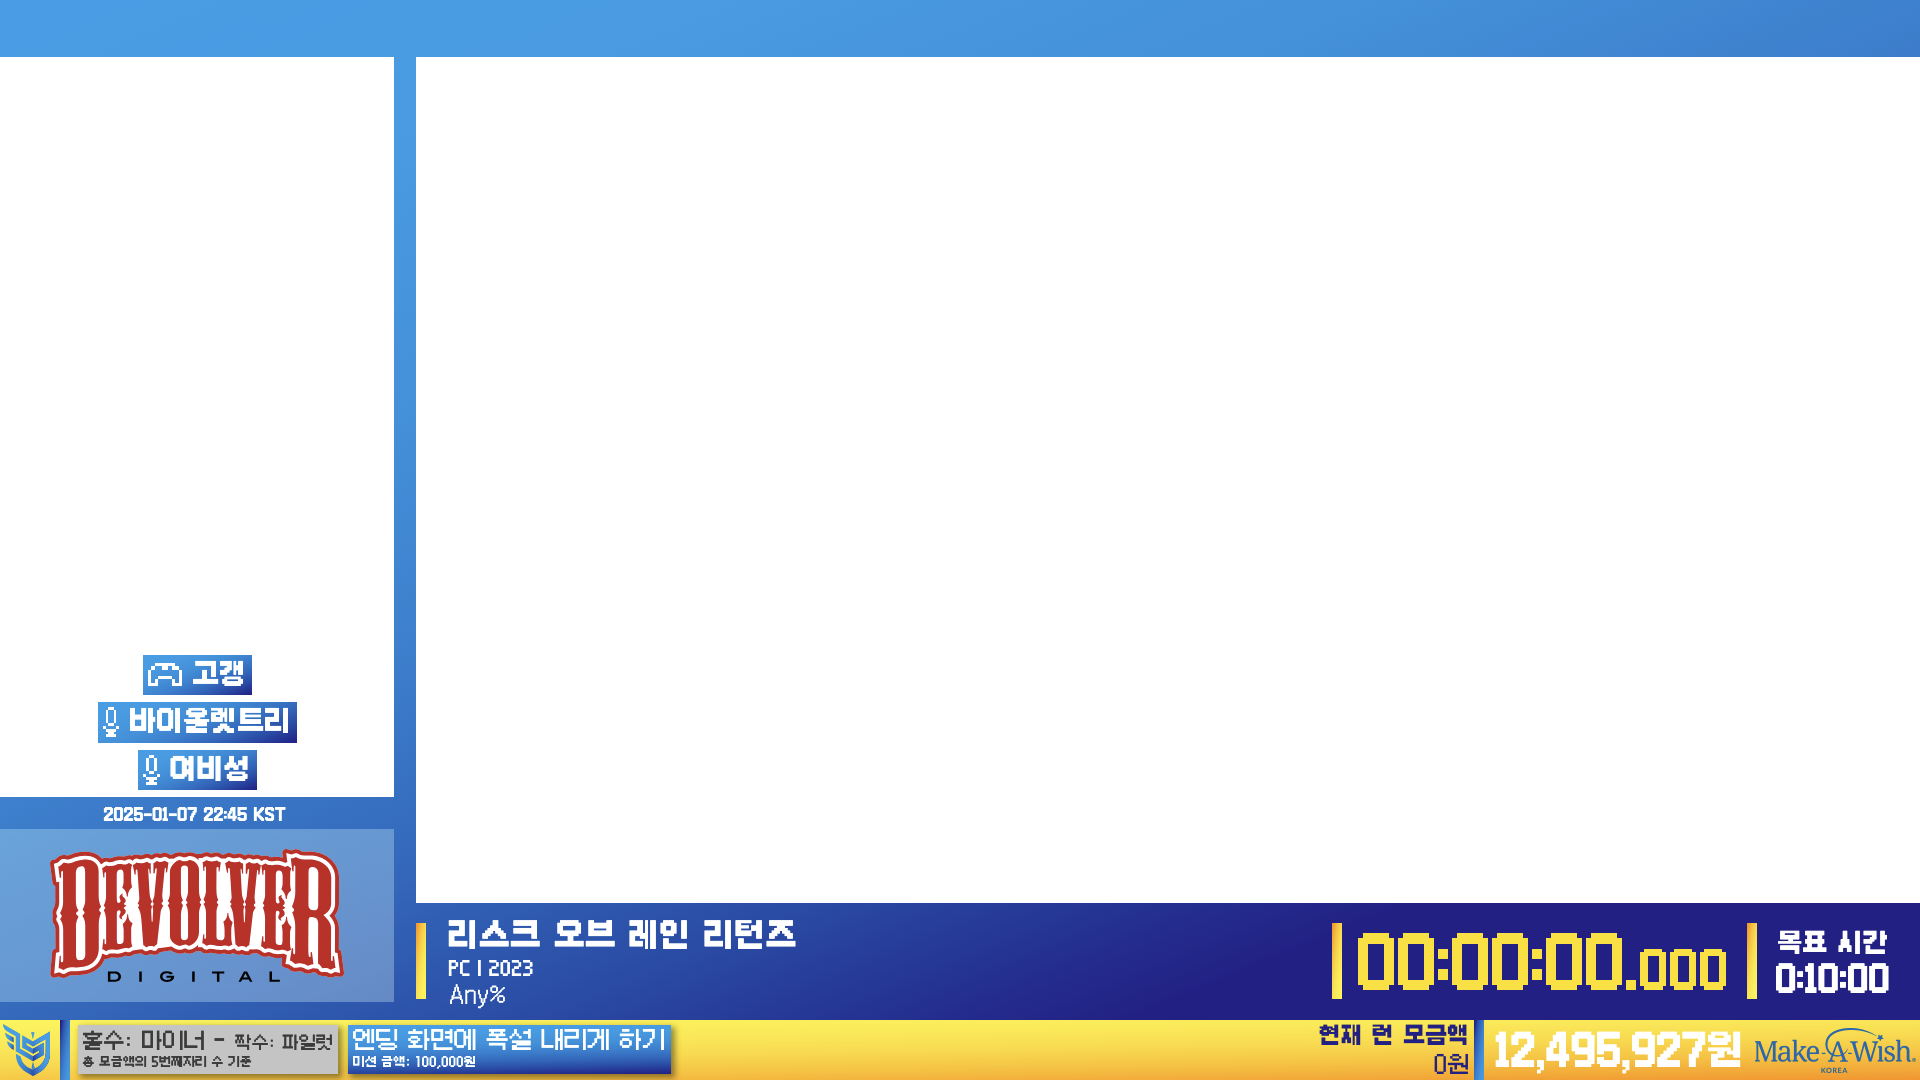 고갱
바이올렛트리
여비성
2025-01-07 22:45 KST
DEVOLVER
DIGITAL
리스크 오브 레인 리턴즈
PC | 2023
Any%
00:00:00.000
목표 시간
0:10:00
홀수: 마이너 - 짝수: 파일럿
총 모금액의 5번째자리 수 기준
엔딩 화면에 폭설 내리게 하기
미션 금액: 100,000원
현재 런 모금액
0원
12,495,927원
Make-A-Wish.
KOREA